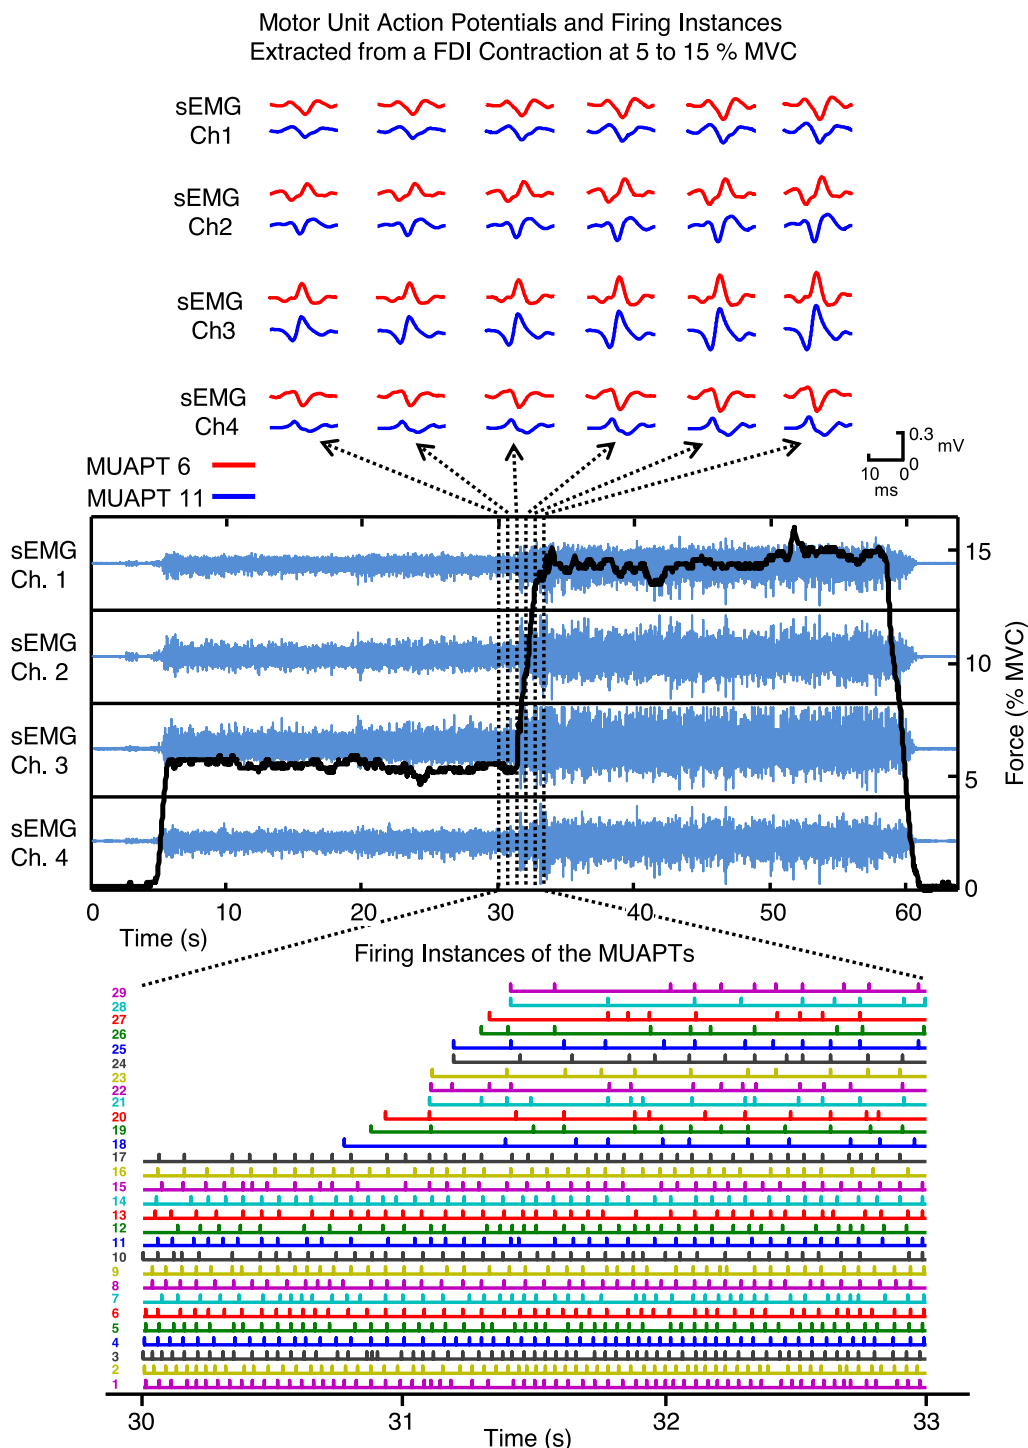 Motor Unit Action Potentials and Firing Instances
Extracted from a FDI Contraction at 5 to 15 % MVC
sEMG
Ch1
sEMG
Ch2
sEMG
Ch3
sEMG
Ch4
0.3 mV
10 0
ms
MUAPT 6
MUAPT 11
sEMG
Ch. 1
sEMG
Ch. 2
sEMG
Ch. 3
sEMG
Ch. 4
15
10
5
0
Force (% MVC)
0 10 20 30 40 50 60
Time (s)
Firing Instances of the MUAPTs
29
28
27
26
25
24
23
22
21
20
19
18
17
16
15
14
13
12
11
10
9
8
7
6
5
4
3
2
1
30 31 32 33
Time (s)